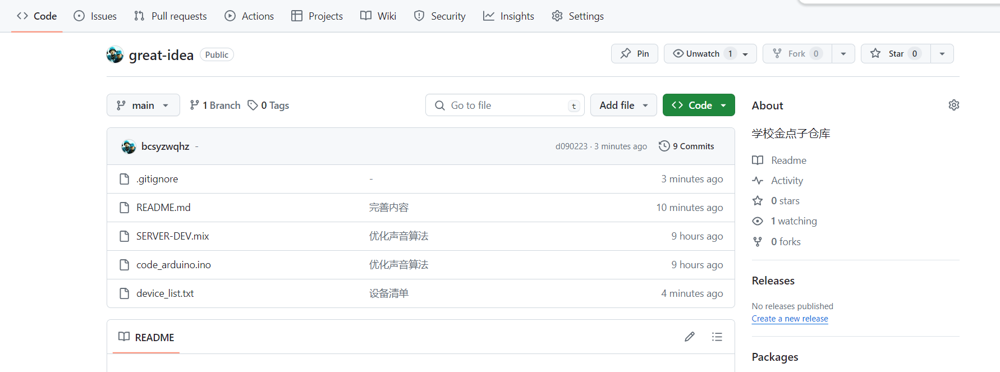 Code Issues Pull requests Actions Projects Wiki Security Insights Settings
great-idea Public Pin Unwatch 1 Fork 0 Star 0
main 1 Branch 0 Tags Go to file t Add file Code
About
学校金点子仓库
bcsyzwqhz - d090223 · 3 minutes ago 9 Commits
.gitignore - 3 minutes ago
README.md 完善内容 10 minutes ago
SERVER-DEV.mix 优化声音算法 9 hours ago
code_arduino.ino 优化声音算法 9 hours ago
device_list.txt 设备清单 4 minutes ago
README
Readme
Activity
0 stars
1 watching
0 forks
Releases
No releases published
Create a new release
Packages